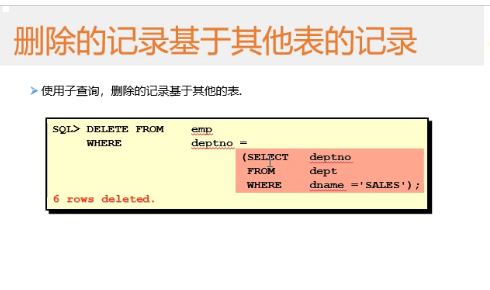 删除的记录基于其他表的记录
使用子查询，删除的记录基于其他的表.
SQL> DELETE FROM emp
WHERE deptno =
(SELECT deptno
FROM dept
WHERE dname ='SALES');
6 rows deleted.